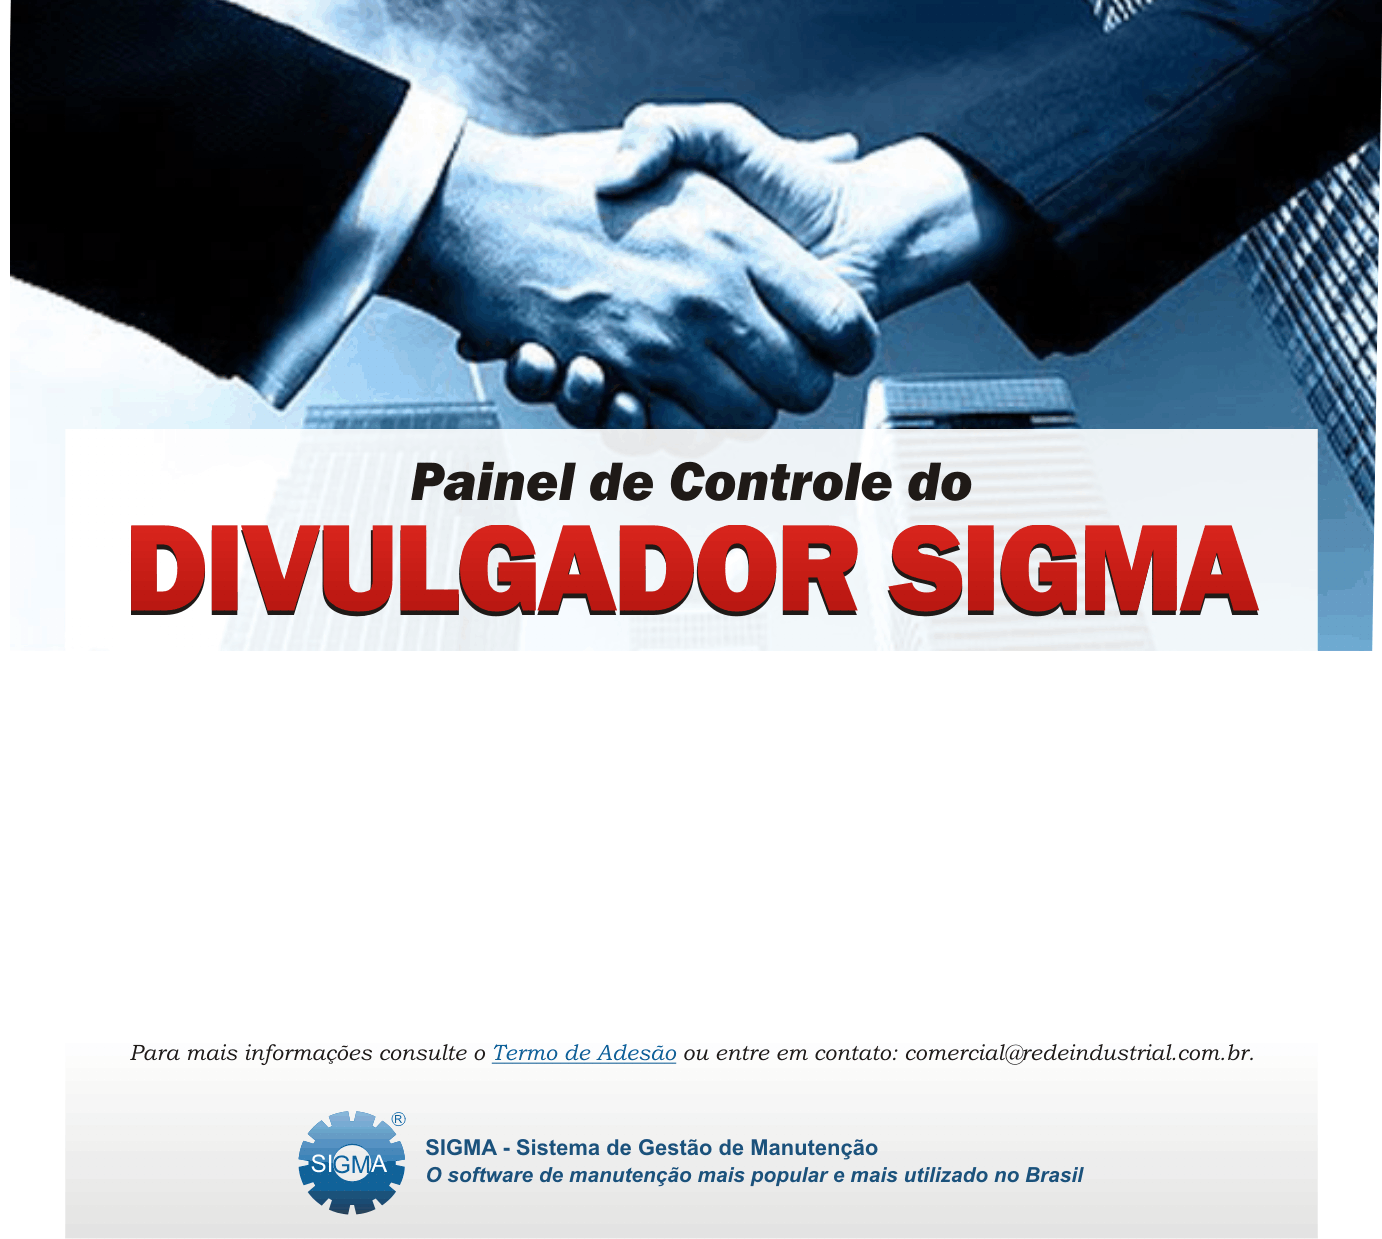 Painel de Controle do
DIVULGADOR SIGMA
Para mais informações consulte o Termo de Adesão ou entre em contato: comercial@redeindustrial.com.br.
®
SIGMA
SIGMA - Sistema de Gestão de Manutenção
O software de manutenção mais popular e mais utilizado no Brasil